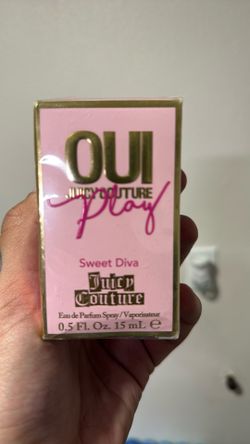 OUI
JUICY COUTURE
Play
Sweet Diva
Juicy
Couture
Eau de Parfum Spray / Vaporisateur
0.5 Fl. Oz. 15 mL ℮